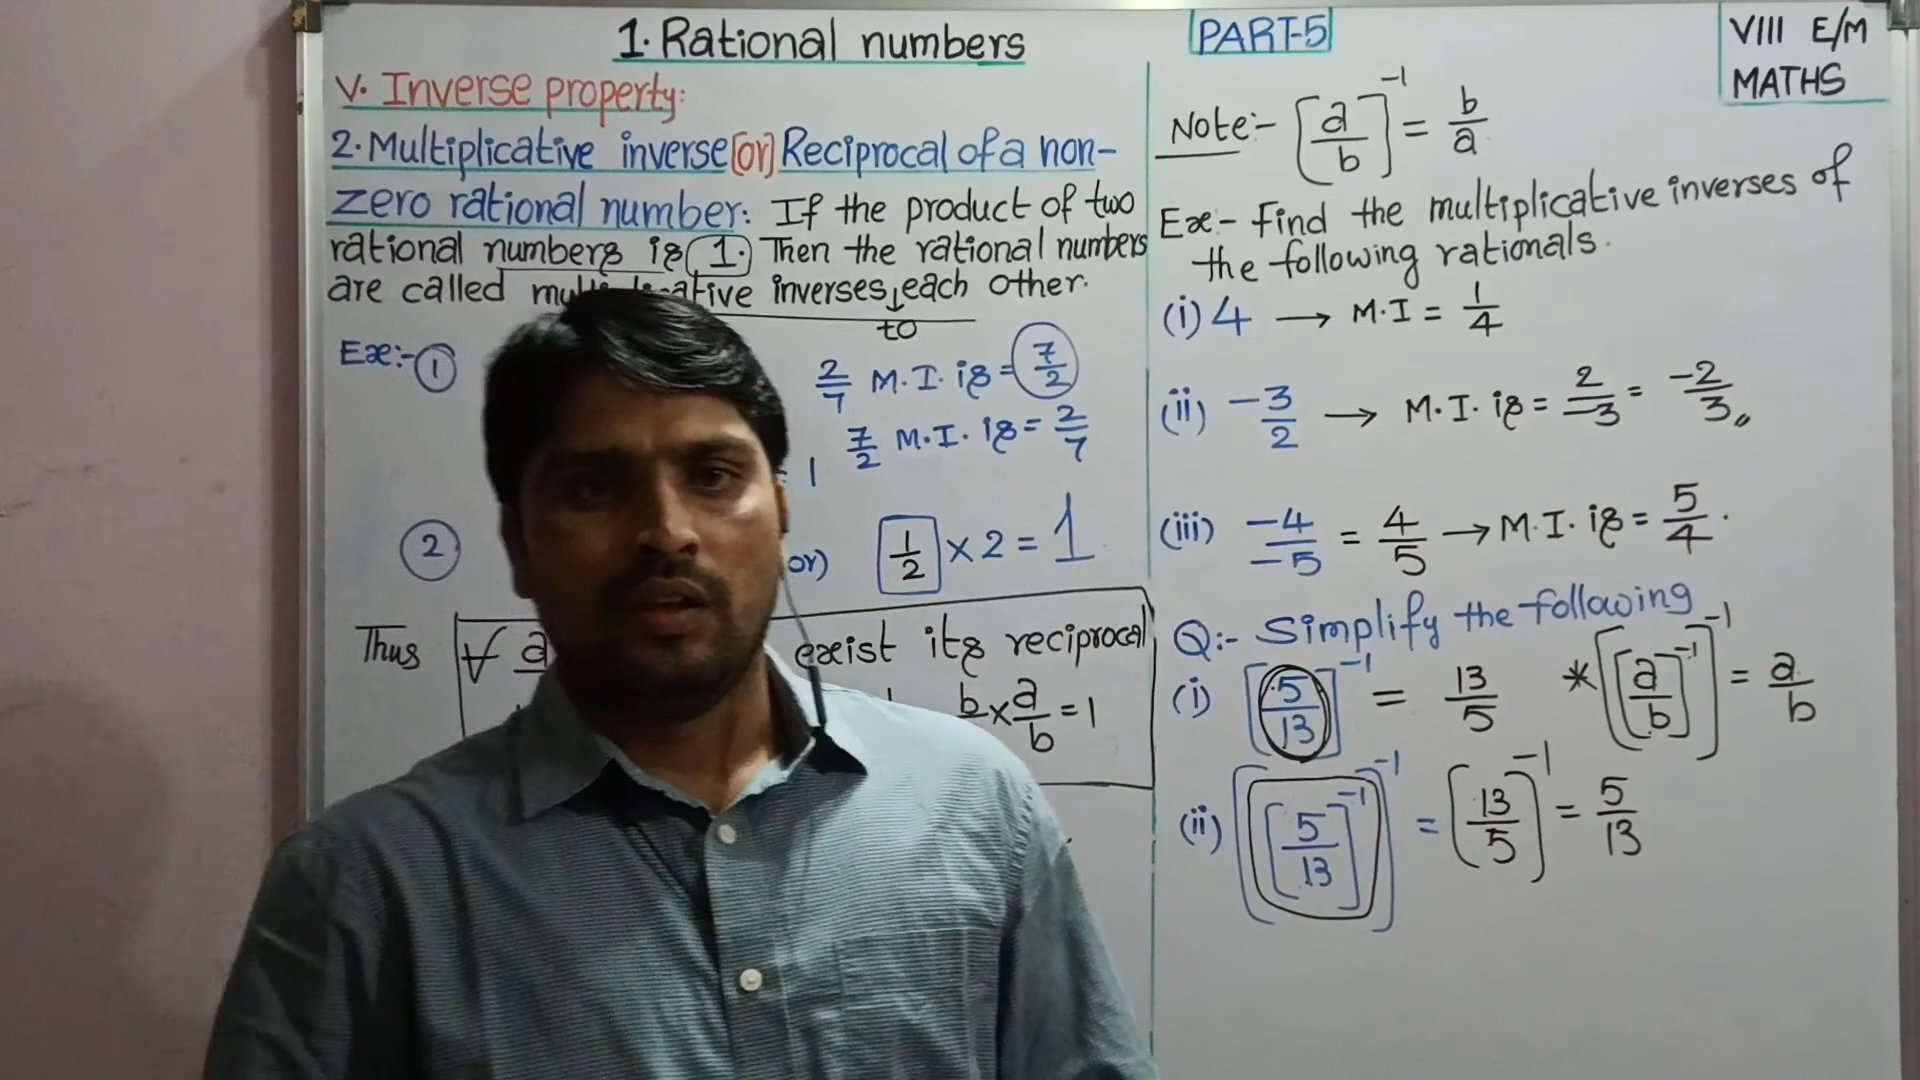 1. Rational numbers
PART-5
VIII E/M
MATHS
V. Inverse property:
2. Multiplicative inverse [or] Reciprocal of a non-
zero rational number: If the product of two
rational numbers is 1. Then the rational numbers
are called inverses each other.
to
Ex:- 1
2/7 M.I. is = 7/2
7/2 M.I. is = 2/7
= 1
2
or) 1/2 × 2 = 1
Thus ∀ a exist its reciprocal
b × a/b = 1
Note:- [a/b]^-1 = b/a
Ex:- Find the multiplicative inverses of
the following rationals.
(i) 4 → M.I = 1/4
(ii) -3/2 → M.I. is = 2/-3 = -2/3
(iii) -4/-5 = 4/5 → M.I. is = 5/4.
Q:- Simplify the following
(i) [5/13]^-1 = 13/5 * [[a/b]^-1]^-1 = a/b
(ii) [[5/13]^-1]^-1 = [13/5]^-1 = 5/13